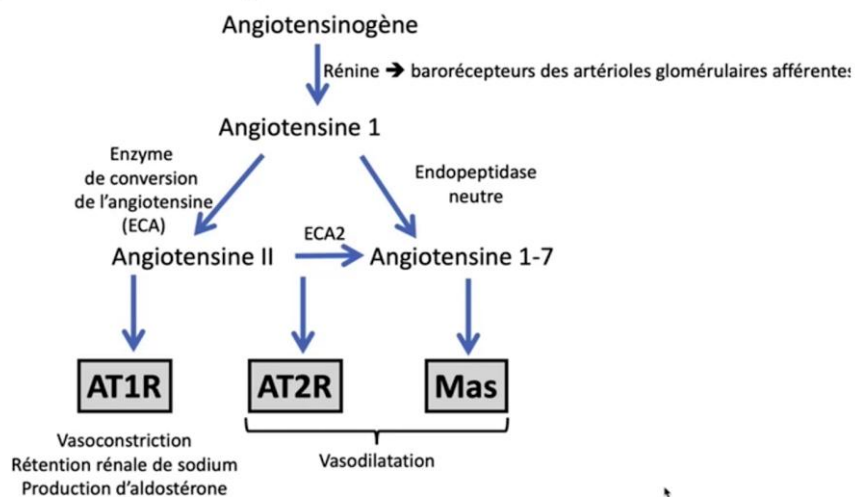 Angiotensinogène
Rénine ➔ barorécepteurs des artérioles glomérulaires afférentes
Angiotensine 1
Enzyme
de conversion
de l'angiotensine
(ECA)
Endopeptidase
neutre
ECA2
Angiotensine II
Angiotensine 1-7
AT1R
AT2R
Mas
Vasoconstriction
Rétention rénale de sodium
Production d'aldostérone
Vasodilatation